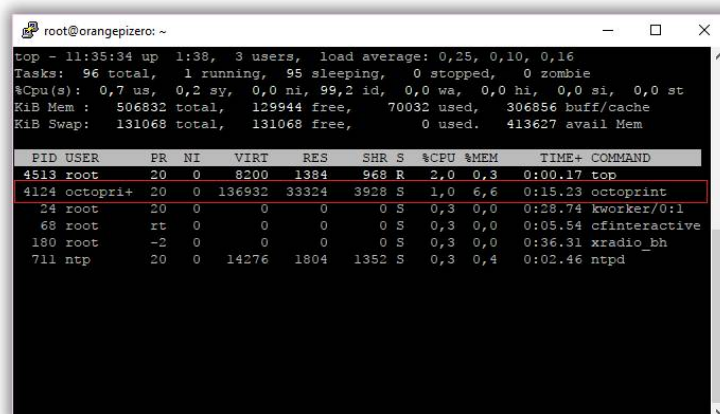 root@orangepizero: ~
top - 11:35:34 up  1:38,  3 users,  load average: 0,25, 0,10, 0,16
Tasks:  96 total,   1 running,  95 sleeping,   0 stopped,   0 zombie
%Cpu(s):  0,7 us,  0,2 sy,  0,0 ni, 99,2 id,  0,0 wa,  0,0 hi,  0,0 si,  0,0 st
KiB Mem :   506832 total,   129944 free,    70032 used,   306856 buff/cache
KiB Swap:   131068 total,   131068 free,        0 used.   413627 avail Mem
PID USER      PR  NI    VIRT    RES    SHR S %CPU %MEM     TIME+ COMMAND
4513 root      20   0    8200   1384    968 R  2,0  0,3   0:00.17 top
4124 octopri+  20   0  136932  33324   3928 S  1,0  6,6   0:15.23 octoprint
24 root      20   0       0      0      0 S  0,3  0,0   0:28.74 kworker/0:1
68 root      rt   0       0      0      0 S  0,3  0,0   0:05.54 cfinteractive
180 root      -2   0       0      0      0 S  0,3  0,0   0:36.31 xradio_bh
711 ntp       20   0   14276   1804   1352 S  0,3  0,4   0:02.46 ntpd